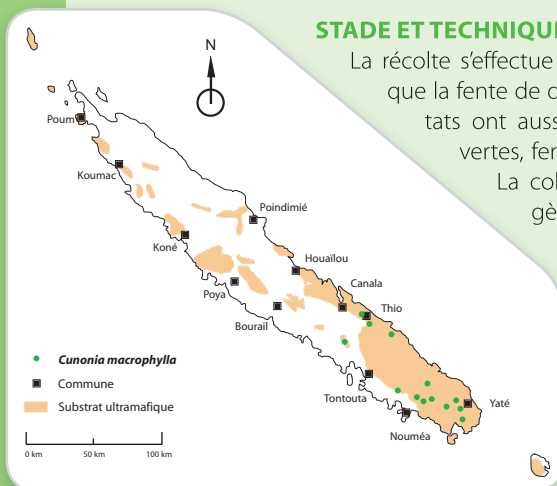 STADE ET TECHNIQUE
La récolte s’effectue
que la fente de d
tats ont auss
vertes, fer
La col
gè
N
Poum
Koumac
Poindimié
Koné
Houaïlou
Canala
Poya
Thio
Bourail
Cunonia macrophylla
Commune
Substrat ultramafique
Tontouta
Yaté
Nouméa
0 km 50 km 100 km